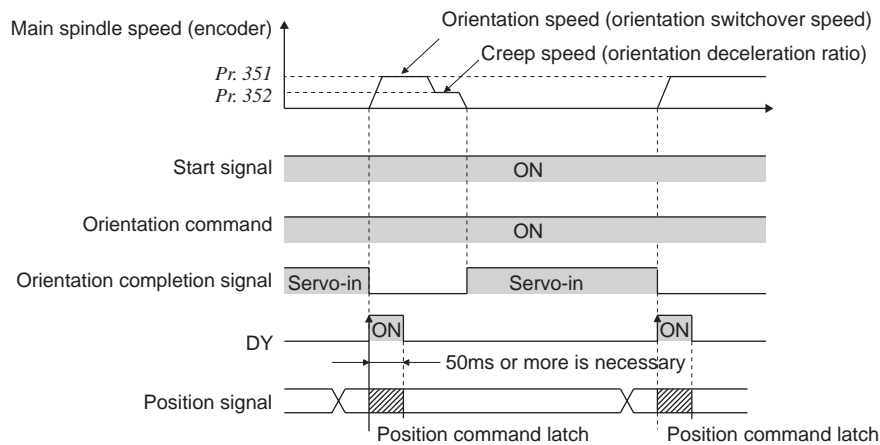 Orientation speed (orientation switchover speed)
Main spindle speed (encoder)
Creep speed (orientation deceleration ratio)
Pr. 351
Pr. 352
Start signal
ON
Orientation command
ON
Orientation completion signal
Servo-in
Servo-in
DY
ON
ON
50ms or more is necessary
Position signal
Position command latch
Position command latch